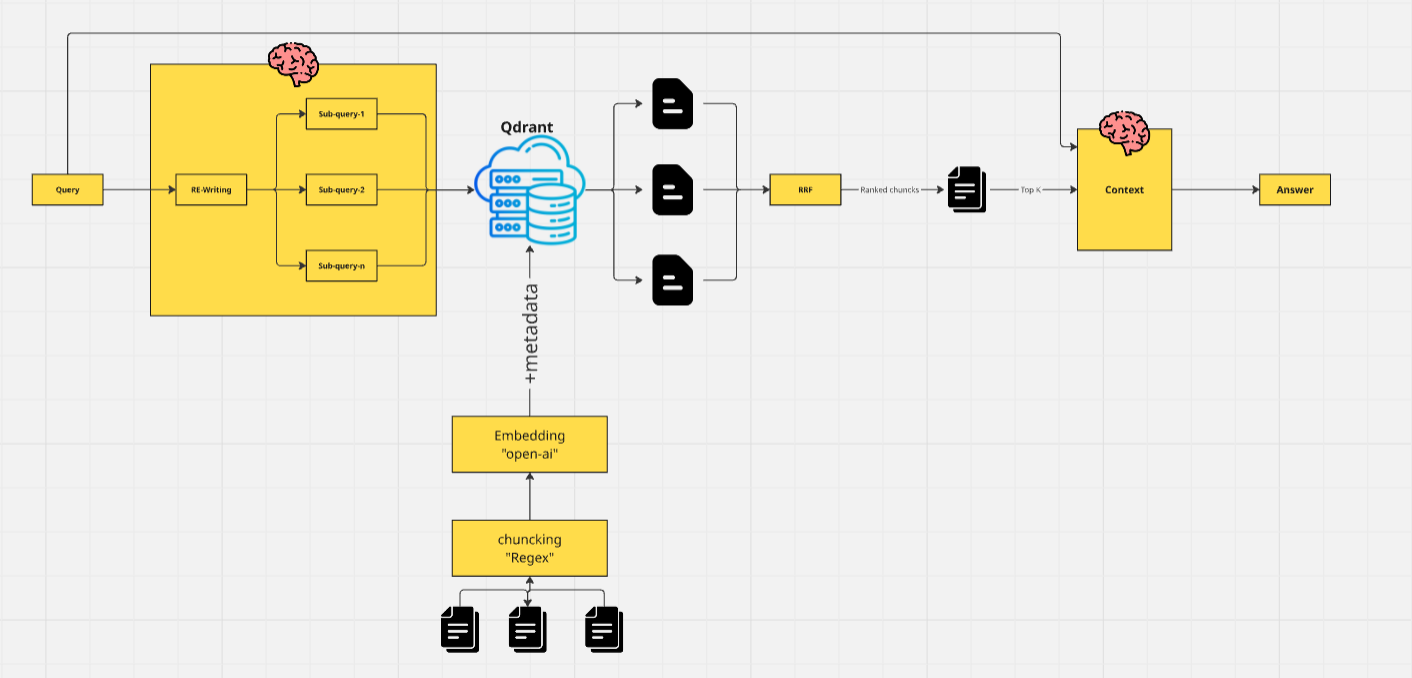 Qdrant
Sub-query-1
Query
RE-Writing
Sub-query-2
RRF
Ranked chuncks
Top K
Context
Answer
Sub-query-n
+metadata
Embedding
"open-ai"
chuncking
"Regex"